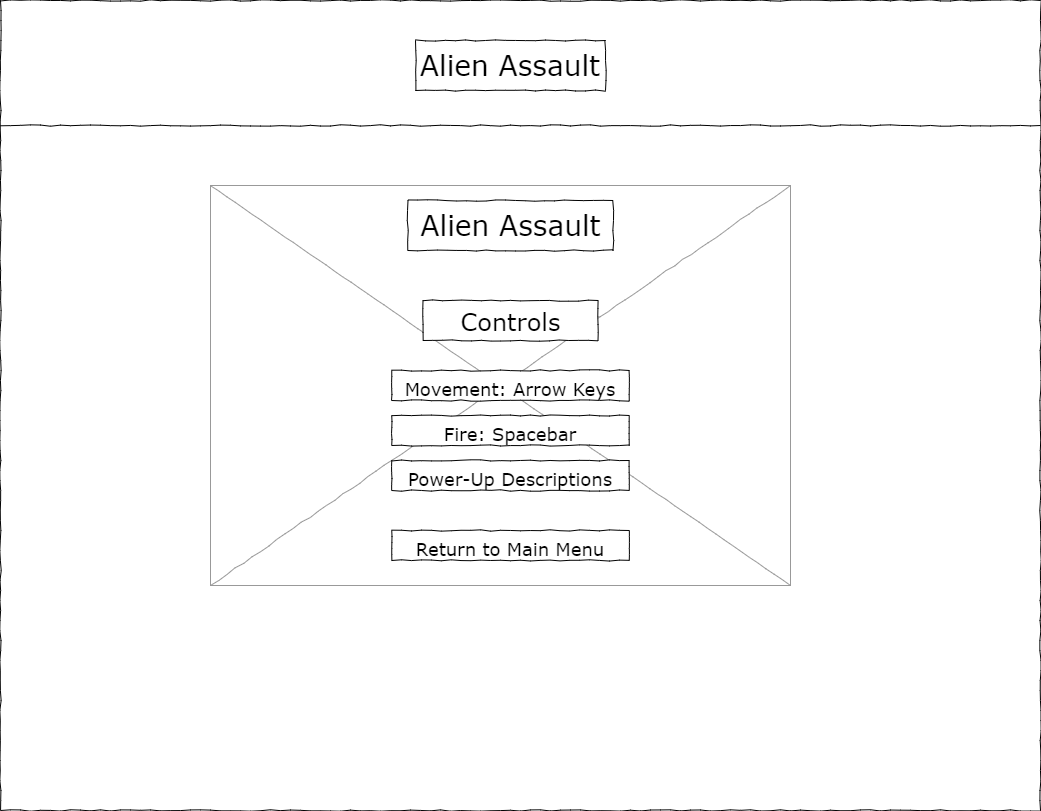 Alien Assault
Alien Assault
Controls
Movement: Arrow Keys
Fire: Spacebar
Power-Up Descriptions
Return to Main Menu